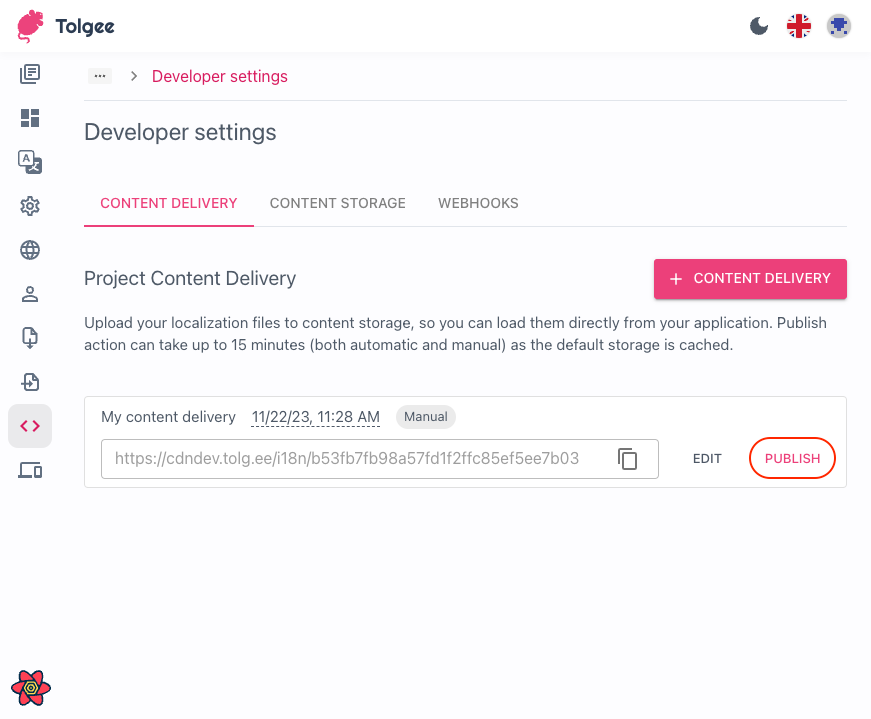 Tolgee
... > Developer settings
Developer settings
CONTENT DELIVERY CONTENT STORAGE WEBHOOKS
Project Content Delivery
+ CONTENT DELIVERY
Upload your localization files to content storage, so you can load them directly from your application. Publish
action can take up to 15 minutes (both automatic and manual) as the default storage is cached.
My content delivery 11/22/23, 11:28 AM Manual
https://cdndev.tolg.ee/i18n/b53fb7fb98a57fd1f2ffc85ef5ee7b03
EDIT PUBLISH